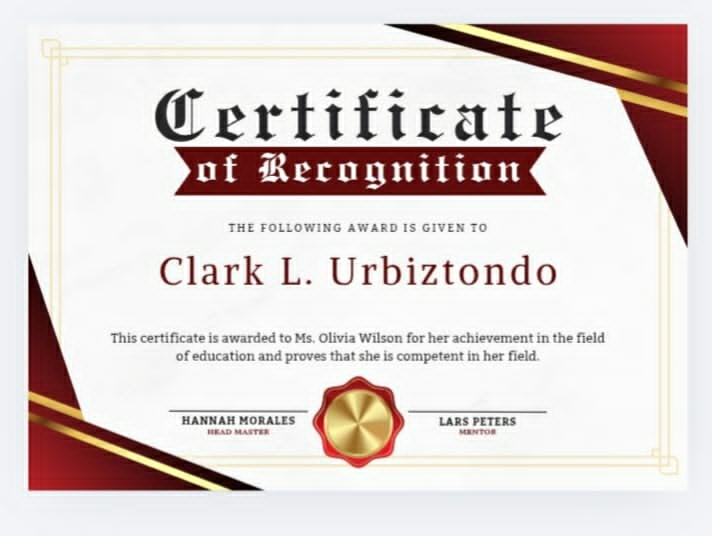 Certificate
of Recognition
THE FOLLOWING AWARD IS GIVEN TO
Clark L. Urbiztondo
This certificate is awarded to Ms. Olivia Wilson for her achievement in the field
of education and proves that she is competent in her field.
HANNAH MORALES
HEAD MASTER
LARS PETERS
MENTOR